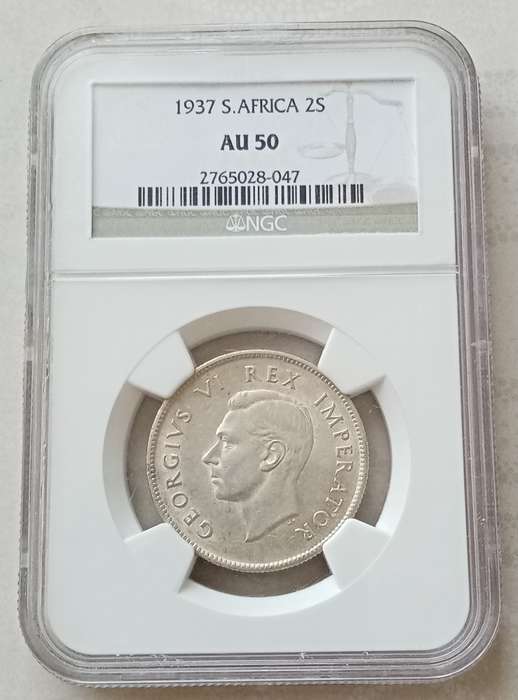 1937 S.AFRICA 2S
AU 50
2765028-047
NGC
GEORGIVS VI REX IMPERATOR